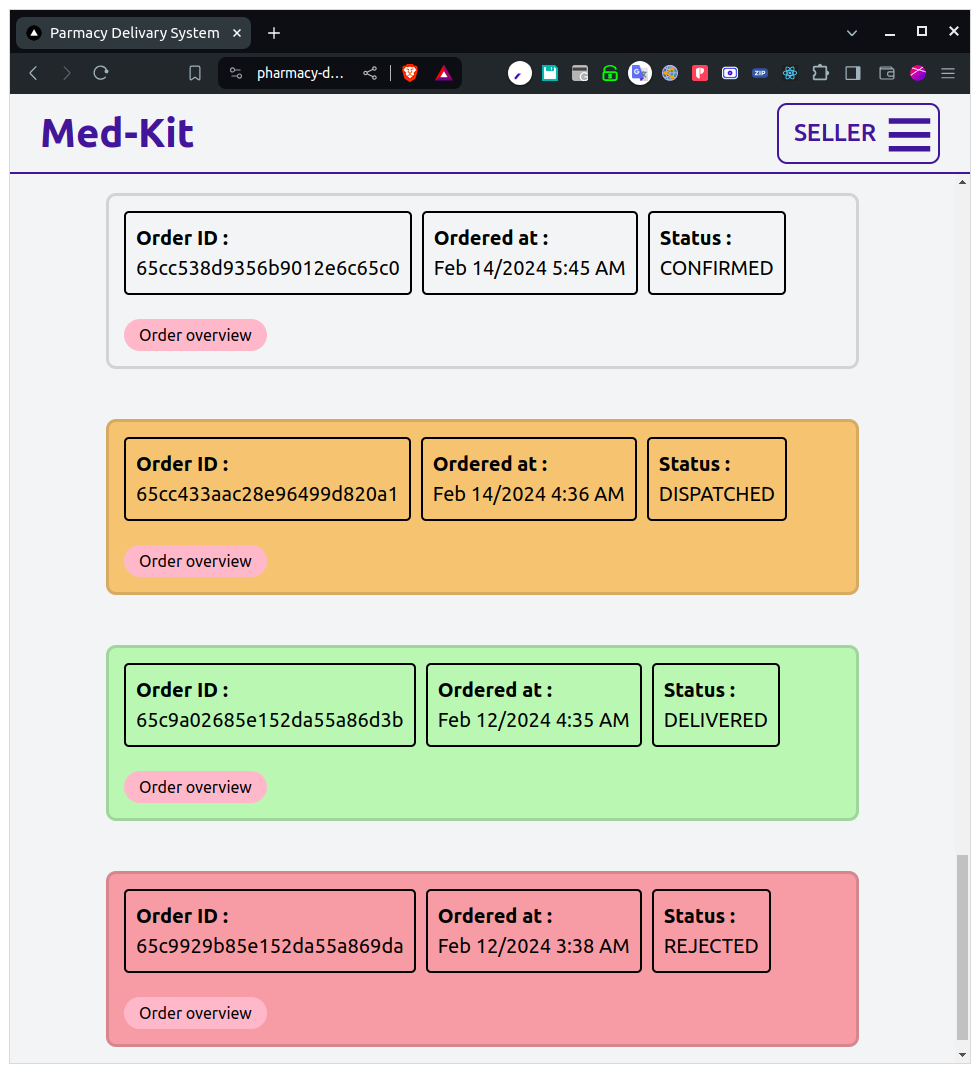 Parmacy Delivary System
pharmacy-d...
Med-Kit
SELLER
Order ID :
65cc538d9356b9012e6c65c0
Ordered at :
Feb 14/2024 5:45 AM
Status :
CONFIRMED
Order overview
Order ID :
65cc433aac28e96499d820a1
Ordered at :
Feb 14/2024 4:36 AM
Status :
DISPATCHED
Order overview
Order ID :
65c9a02685e152da55a86d3b
Ordered at :
Feb 12/2024 4:35 AM
Status :
DELIVERED
Order overview
Order ID :
65c9929b85e152da55a869da
Ordered at :
Feb 12/2024 3:38 AM
Status :
REJECTED
Order overview